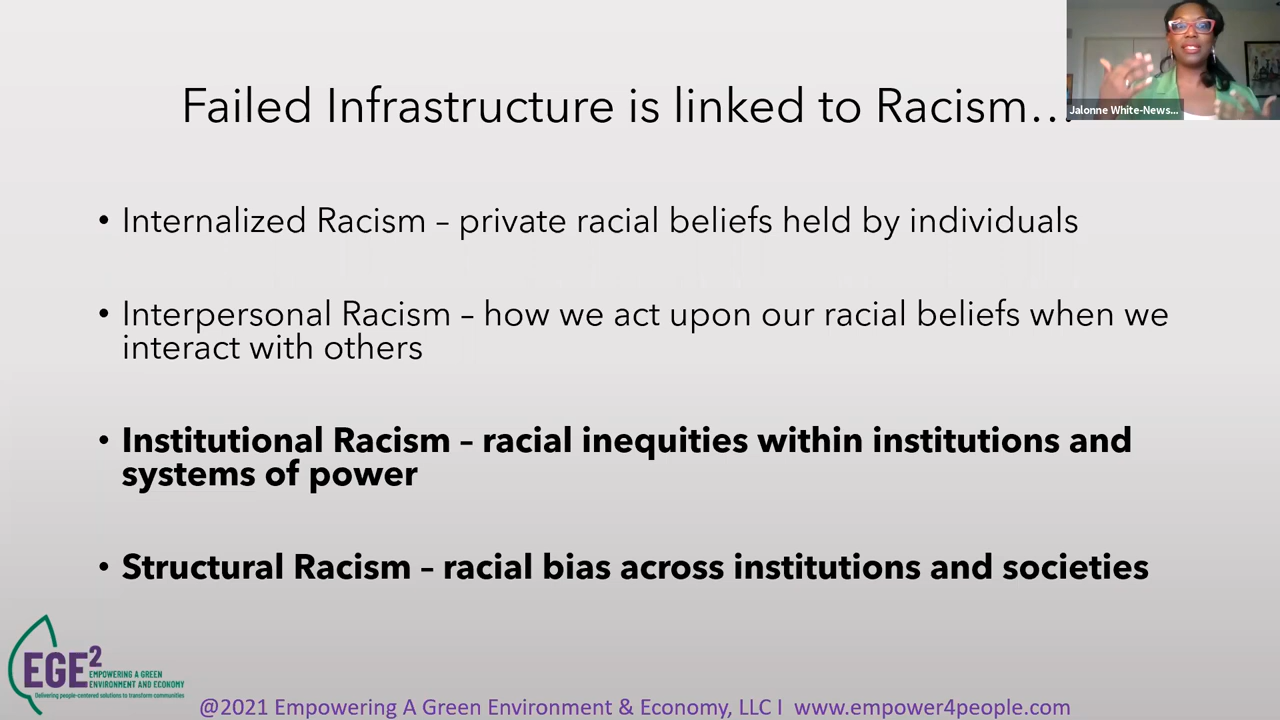 Failed Infrastructure is linked to Racism...
Jalonne White-News...
• Internalized Racism – private racial beliefs held by individuals
• Interpersonal Racism – how we act upon our racial beliefs when we
interact with others
• Institutional Racism – racial inequities within institutions and
systems of power
• Structural Racism – racial bias across institutions and societies
EGE²
EMPOWERING A GREEN
ENVIRONMENT AND ECONOMY
Delivering people-centered solutions to transform communities
@2021 Empowering A Green Environment & Economy, LLC I www.empower4people.com